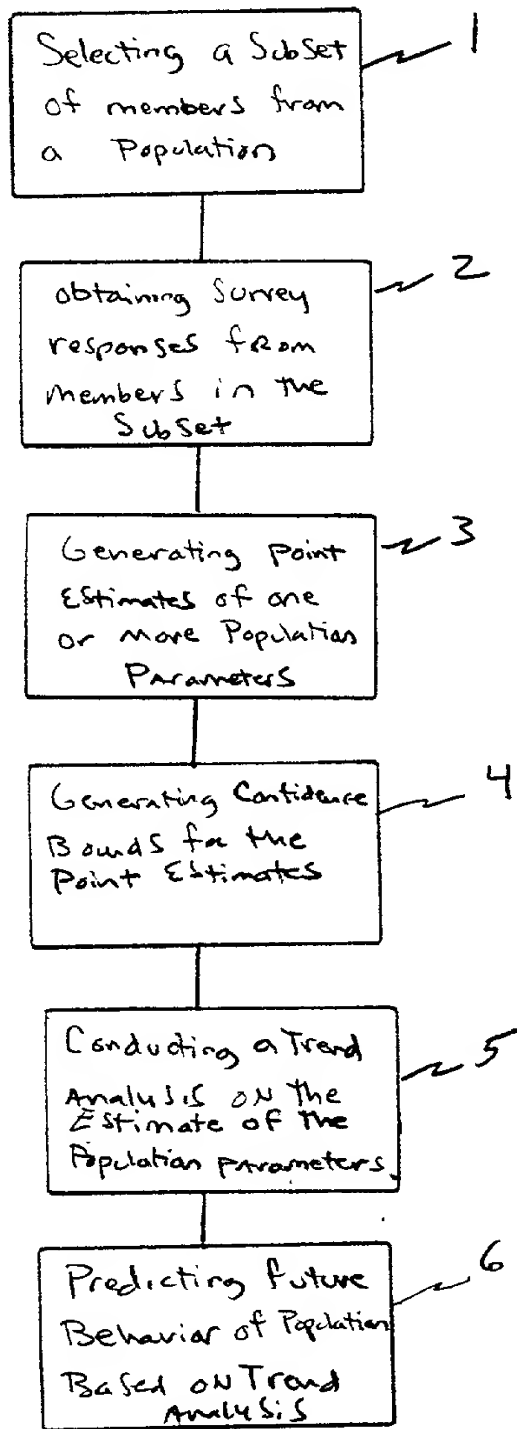 Selecting a Subset
of members from
a Population
1
obtaining Survey
responses from
members in the
Subset
2
Generating Point
Estimates of one
or more Population
Parameters
3
Generating Confidence
Bounds for the
Point Estimates
4
Conducting a Trend
Analysis on the
Estimate of the
Population parameters.
5
Predicting future
Behavior of Population
Based on Trend
Analysis
6